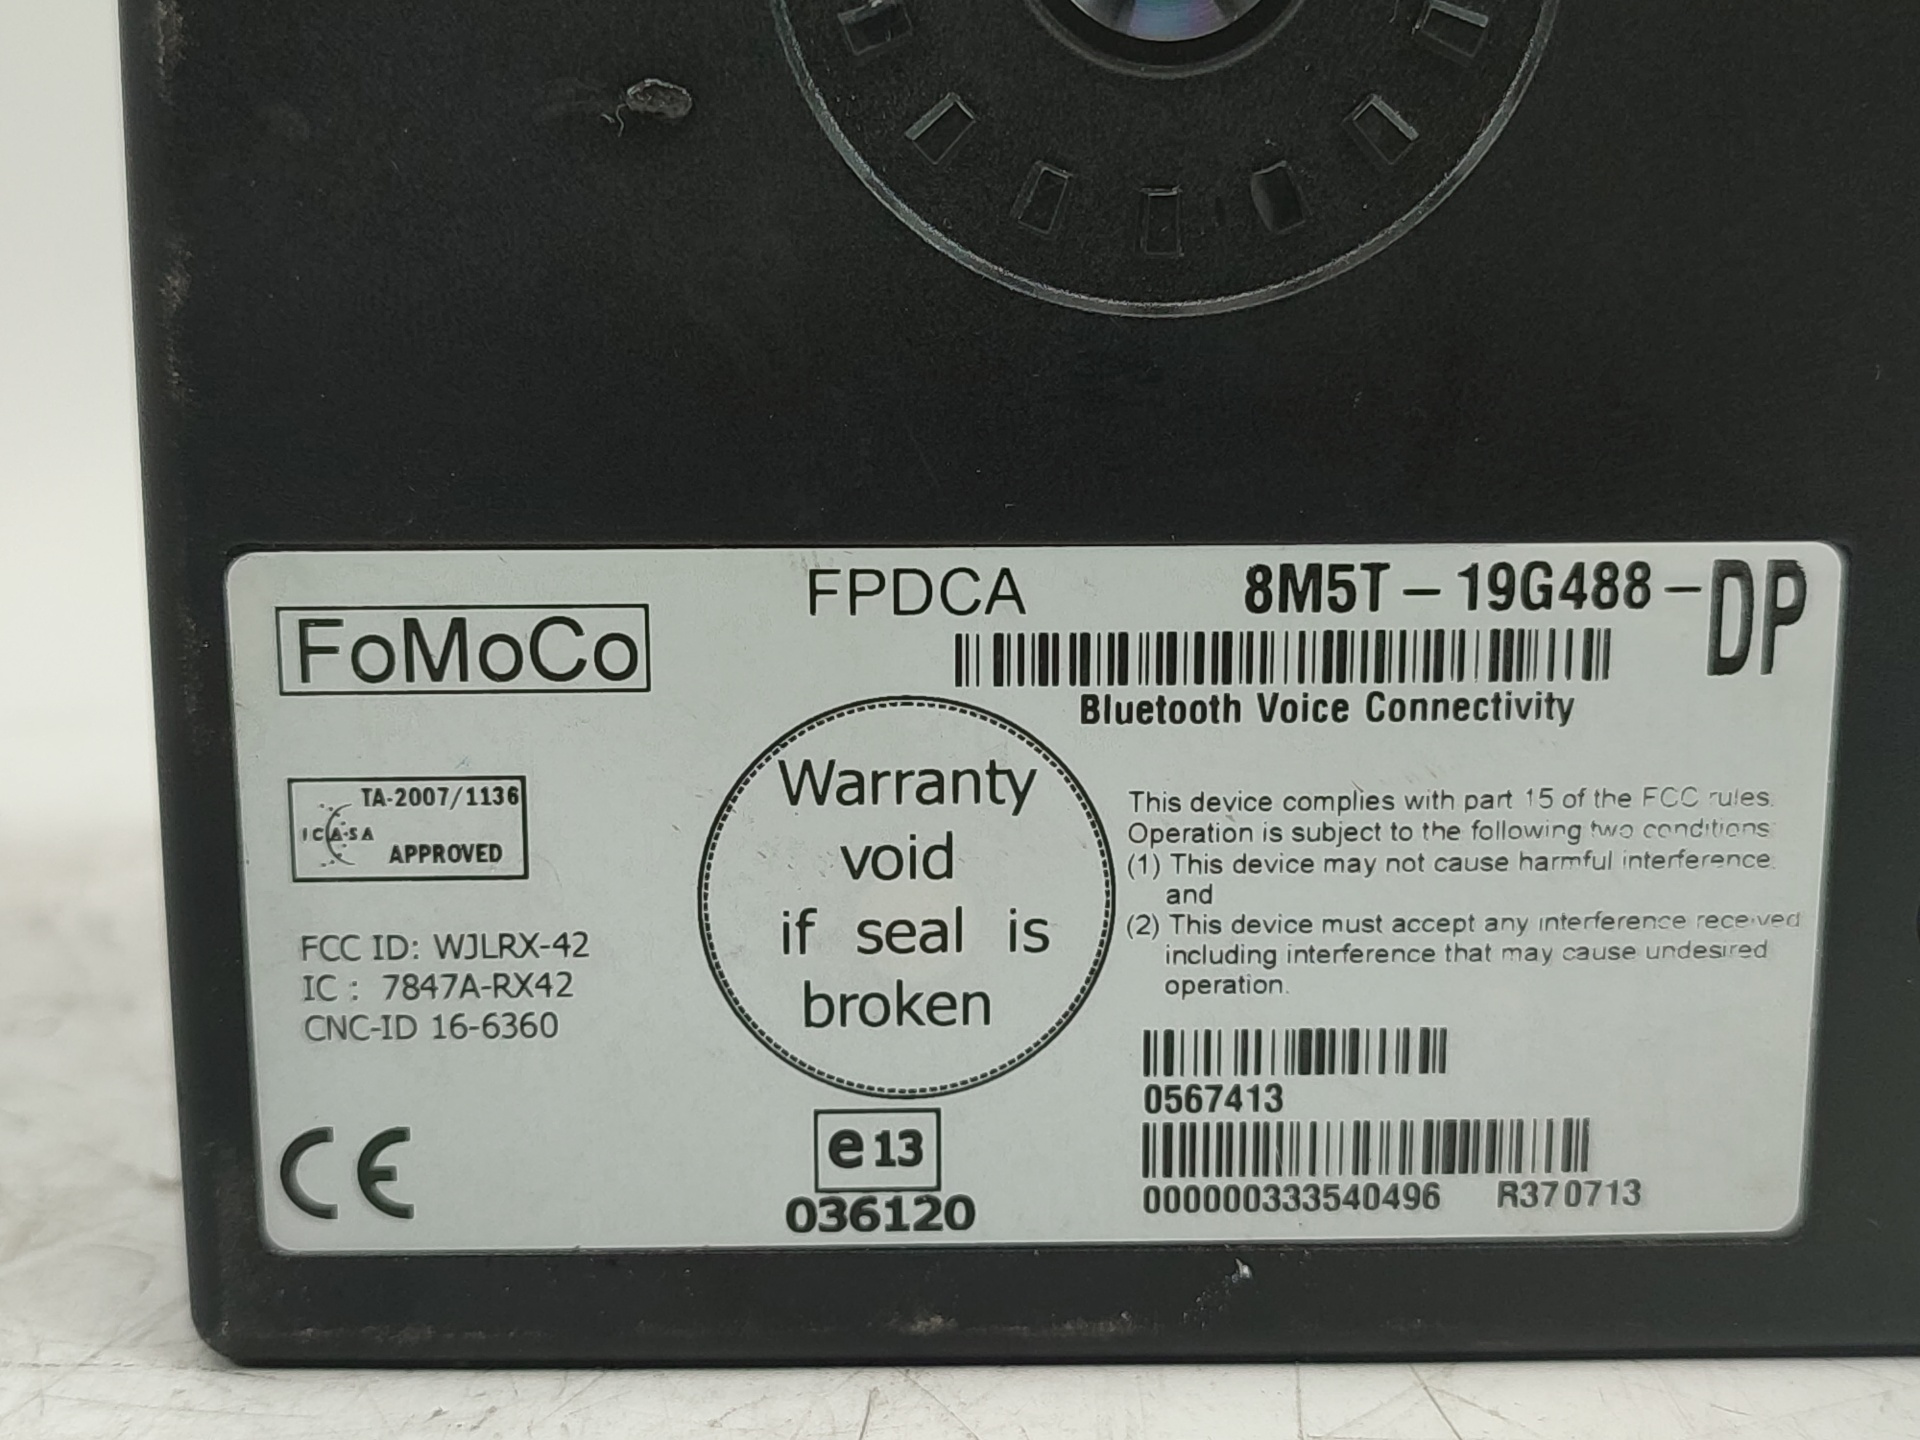 FoMoCo
FPDCA
8M5T-19G488-DP
Bluetooth Voice Connectivity
TA-2007/1136
ICASA
APPROVED
FCC ID: WJLRX-42
IC : 7847A-RX42
CNC-ID 16-6360
CE
Warranty
void
if seal is
broken
e13
036120
This device complies with part 15 of the FCC rules.
Operation is subject to the following two conditions:
(1) This device may not cause harmful interference.
and
(2) This device must accept any interference received
including interference that may cause undesired
operation.
0567413
000000333540496 R370713